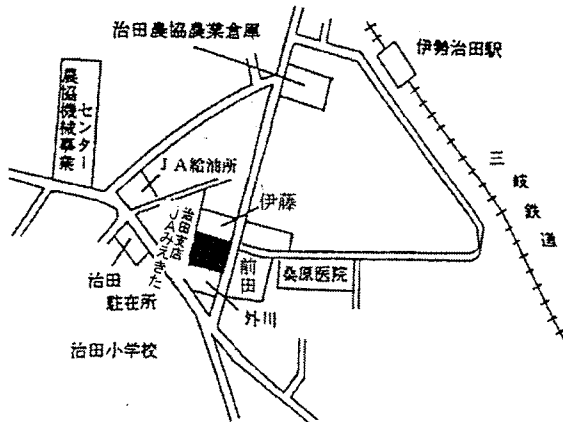 治田農協農業倉庫
伊勢治田駅
農協機械事業
センター
三岐鉄道
JA給油所
伊藤
治田支店
JAみえきた
前田
桑原医院
治田
駐在所
外川
治田小学校